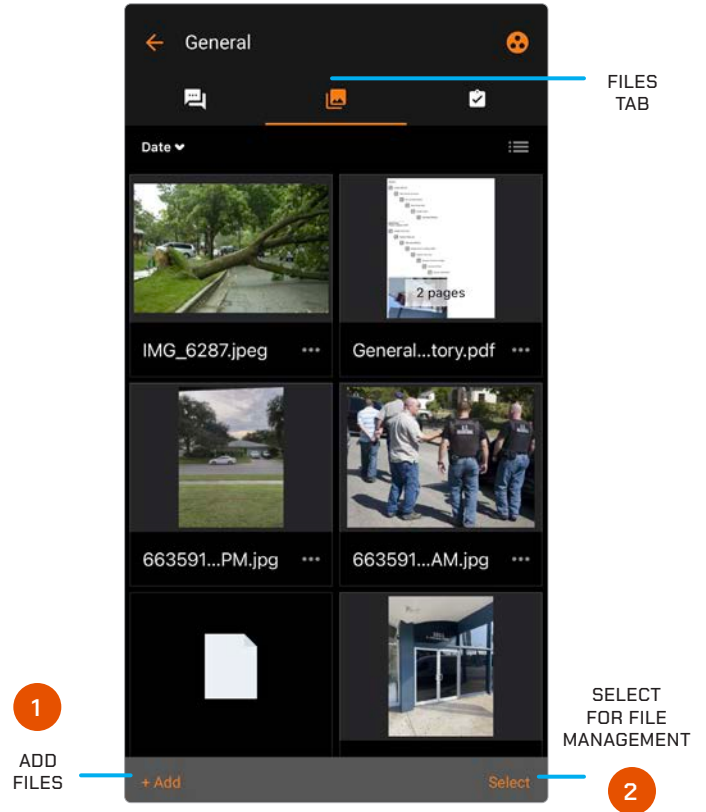 General
FILES
TAB
Date
2 pages
IMG_6287.jpeg
General...tory.pdf
663591...PM.jpg
663591...AM.jpg
1
ADD
FILES
+ Add
Select
SELECT
FOR FILE
MANAGEMENT
2